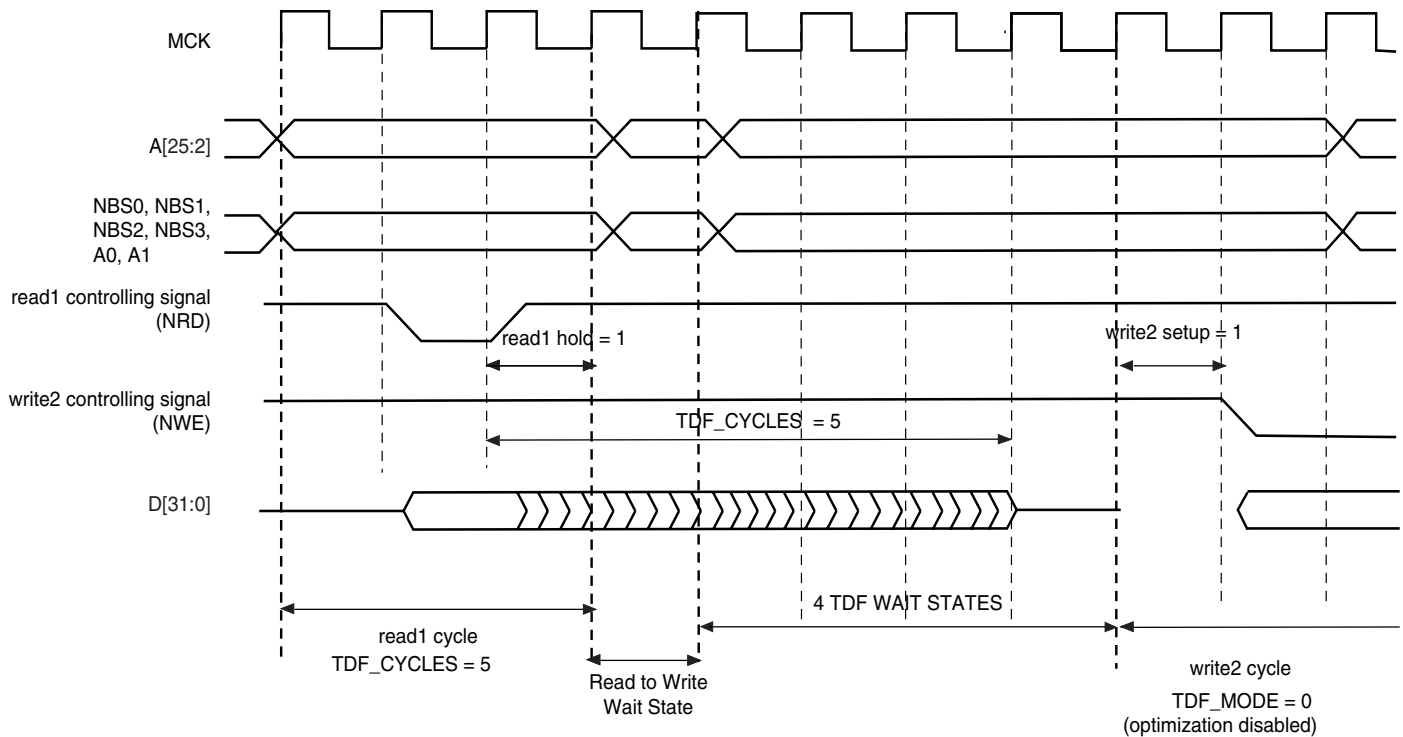 MCK
A[25:2]
NBS0, NBS1,
NBS2, NBS3,
A0, A1
read1 controlling signal
(NRD)
read1 hold = 1
write2 setup = 1
write2 controlling signal
(NWE)
TDF_CYCLES = 5
D[31:0]
4 TDF WAIT STATES
read1 cycle
TDF_CYCLES = 5
Read to Write
Wait State
write2 cycle
TDF_MODE = 0
(optimization disabled)